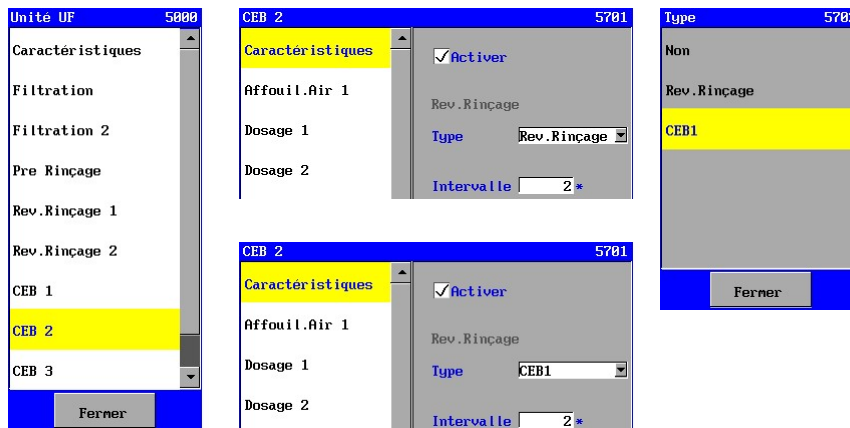 Unité UF 5000
Caractéristiques
Filtration
Filtration 2
Pre Rinçage
Rev.Rinçage 1
Rev.Rinçage 2
CEB 1
CEB 2
CEB 3
Fermer
CEB 2 5701
Caractéristiques
Affouil.Air 1
Dosage 1
Dosage 2
Activer
Rev.Rinçage
Type Rev.Rinçage
Intervalle 2*
CEB 2 5701
Caractéristiques
Affouil.Air 1
Dosage 1
Dosage 2
Activer
Rev.Rinçage
Type CEB1
Intervalle 2*
Type
Non
Rev.Rinçage
CEB1
Fermer